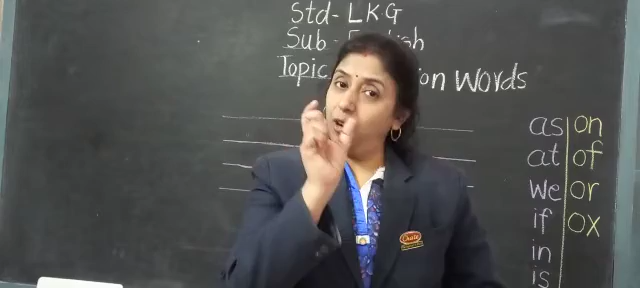 Std- LKG
Sub -
Topic on Words
as on
at of
We or
if ox
in
is